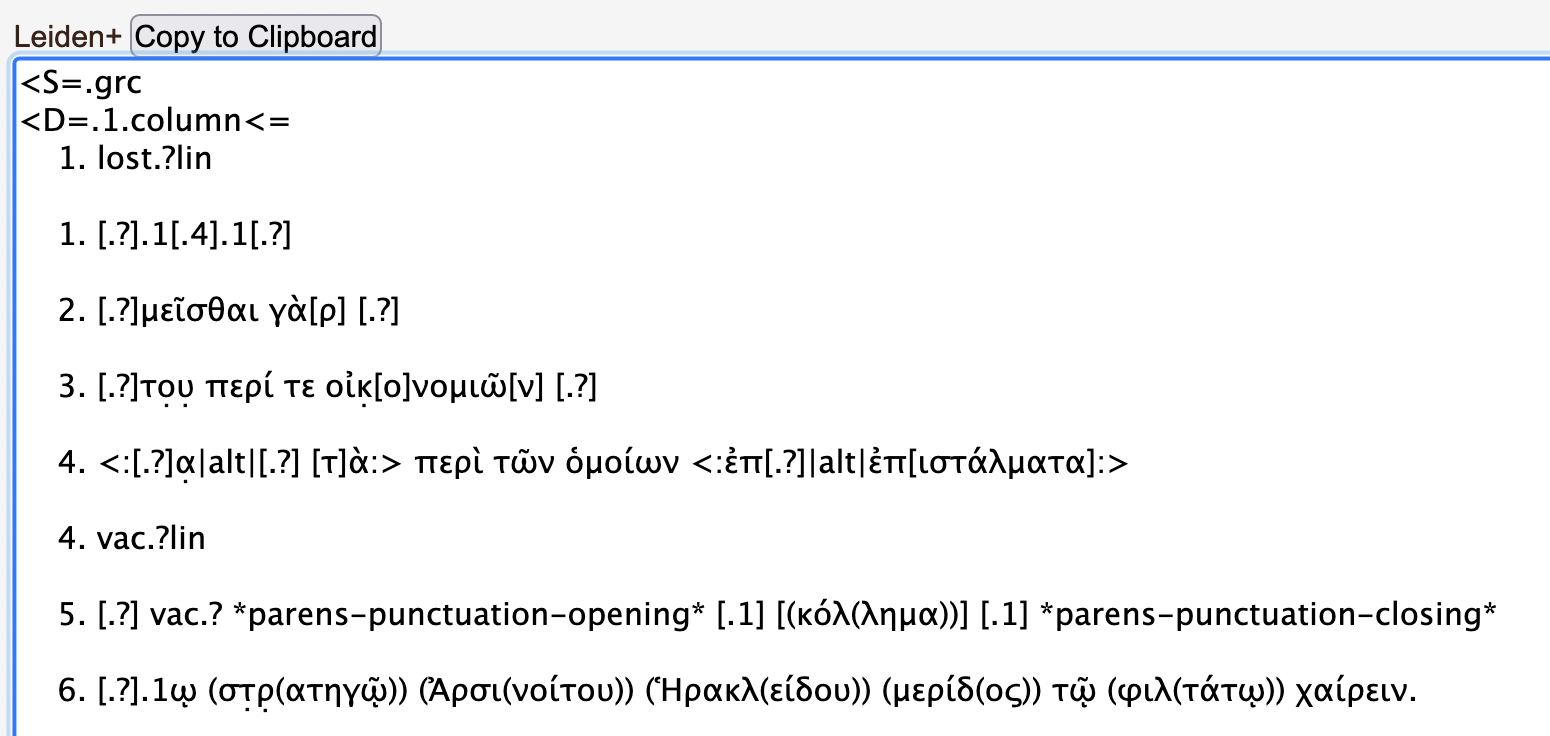 Leiden+ Copy to Clipboard
<S=.grc
<D=.1.column<=
1. lost.?lin
1. [.?].1[.4].1[.?]
2. [.?]μεῖσθαι γὰ[ρ] [.?]
3. [.?]το̣υ̣ περί τε οἰκ̣[ο]νομιῶ[ν] [.?]
4. <:[.?]α̣|alt|[.?] [τ]ὰ:> περὶ τῶν ὁμοίων <:ἐπ[.?]|alt|ἐπ[ιστάλματα]:>
4. vac.?lin
5. [.?] vac.? *parens-punctuation-opening* [.1] [(κόλ(λημα))] [.1] *parens-punctuation-closing*
6. [.?].1ῳ (στ̣ρ̣(ατηγῷ)) (Ἀρσι(νοίτου)) (Ἡρακλ(είδου)) (μερίδ(ος)) τῷ (φιλ(τάτῳ)) χαίρειν.